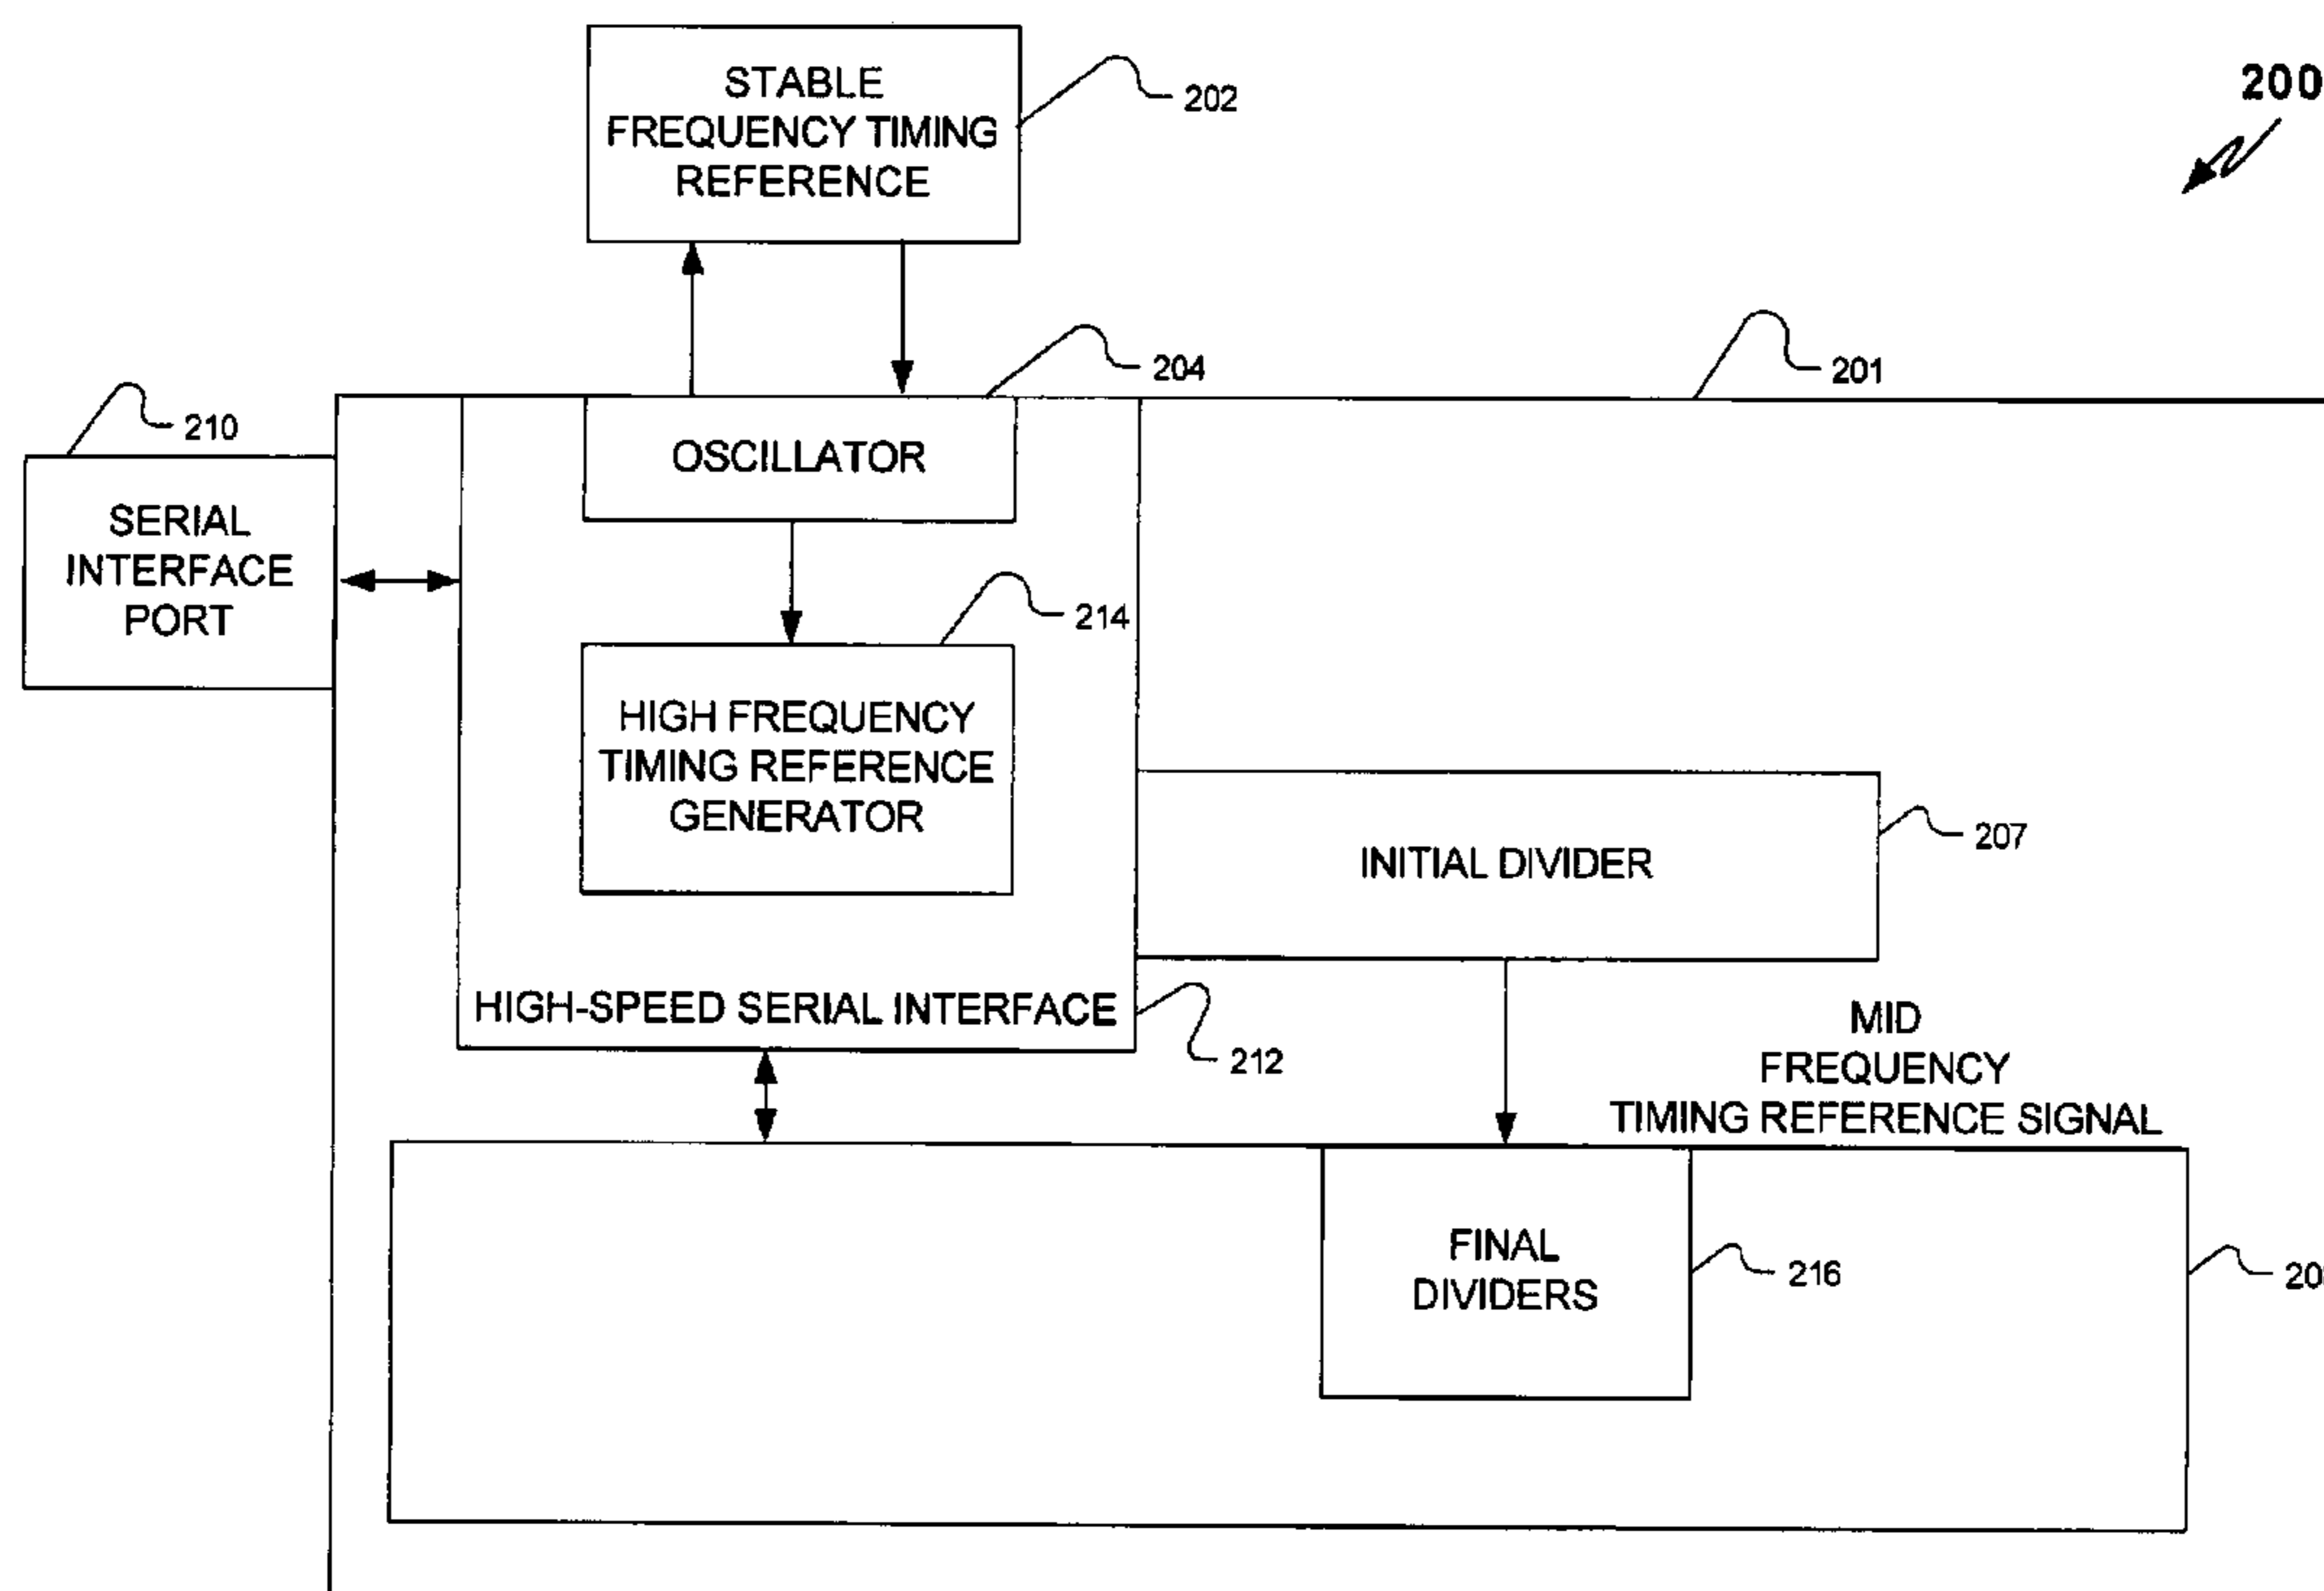 STABLE
FREQUENCY TIMING
REFERENCE
202
200
204
201
210
OSCILLATOR
SERIAL
INTERFACE
PORT
214
HIGH FREQUENCY
TIMING REFERENCE
GENERATOR
207
INITIAL DIVIDER
HIGH-SPEED SERIAL INTERFACE
212
MID
FREQUENCY
TIMING REFERENCE SIGNAL
FINAL
DIVIDERS
216